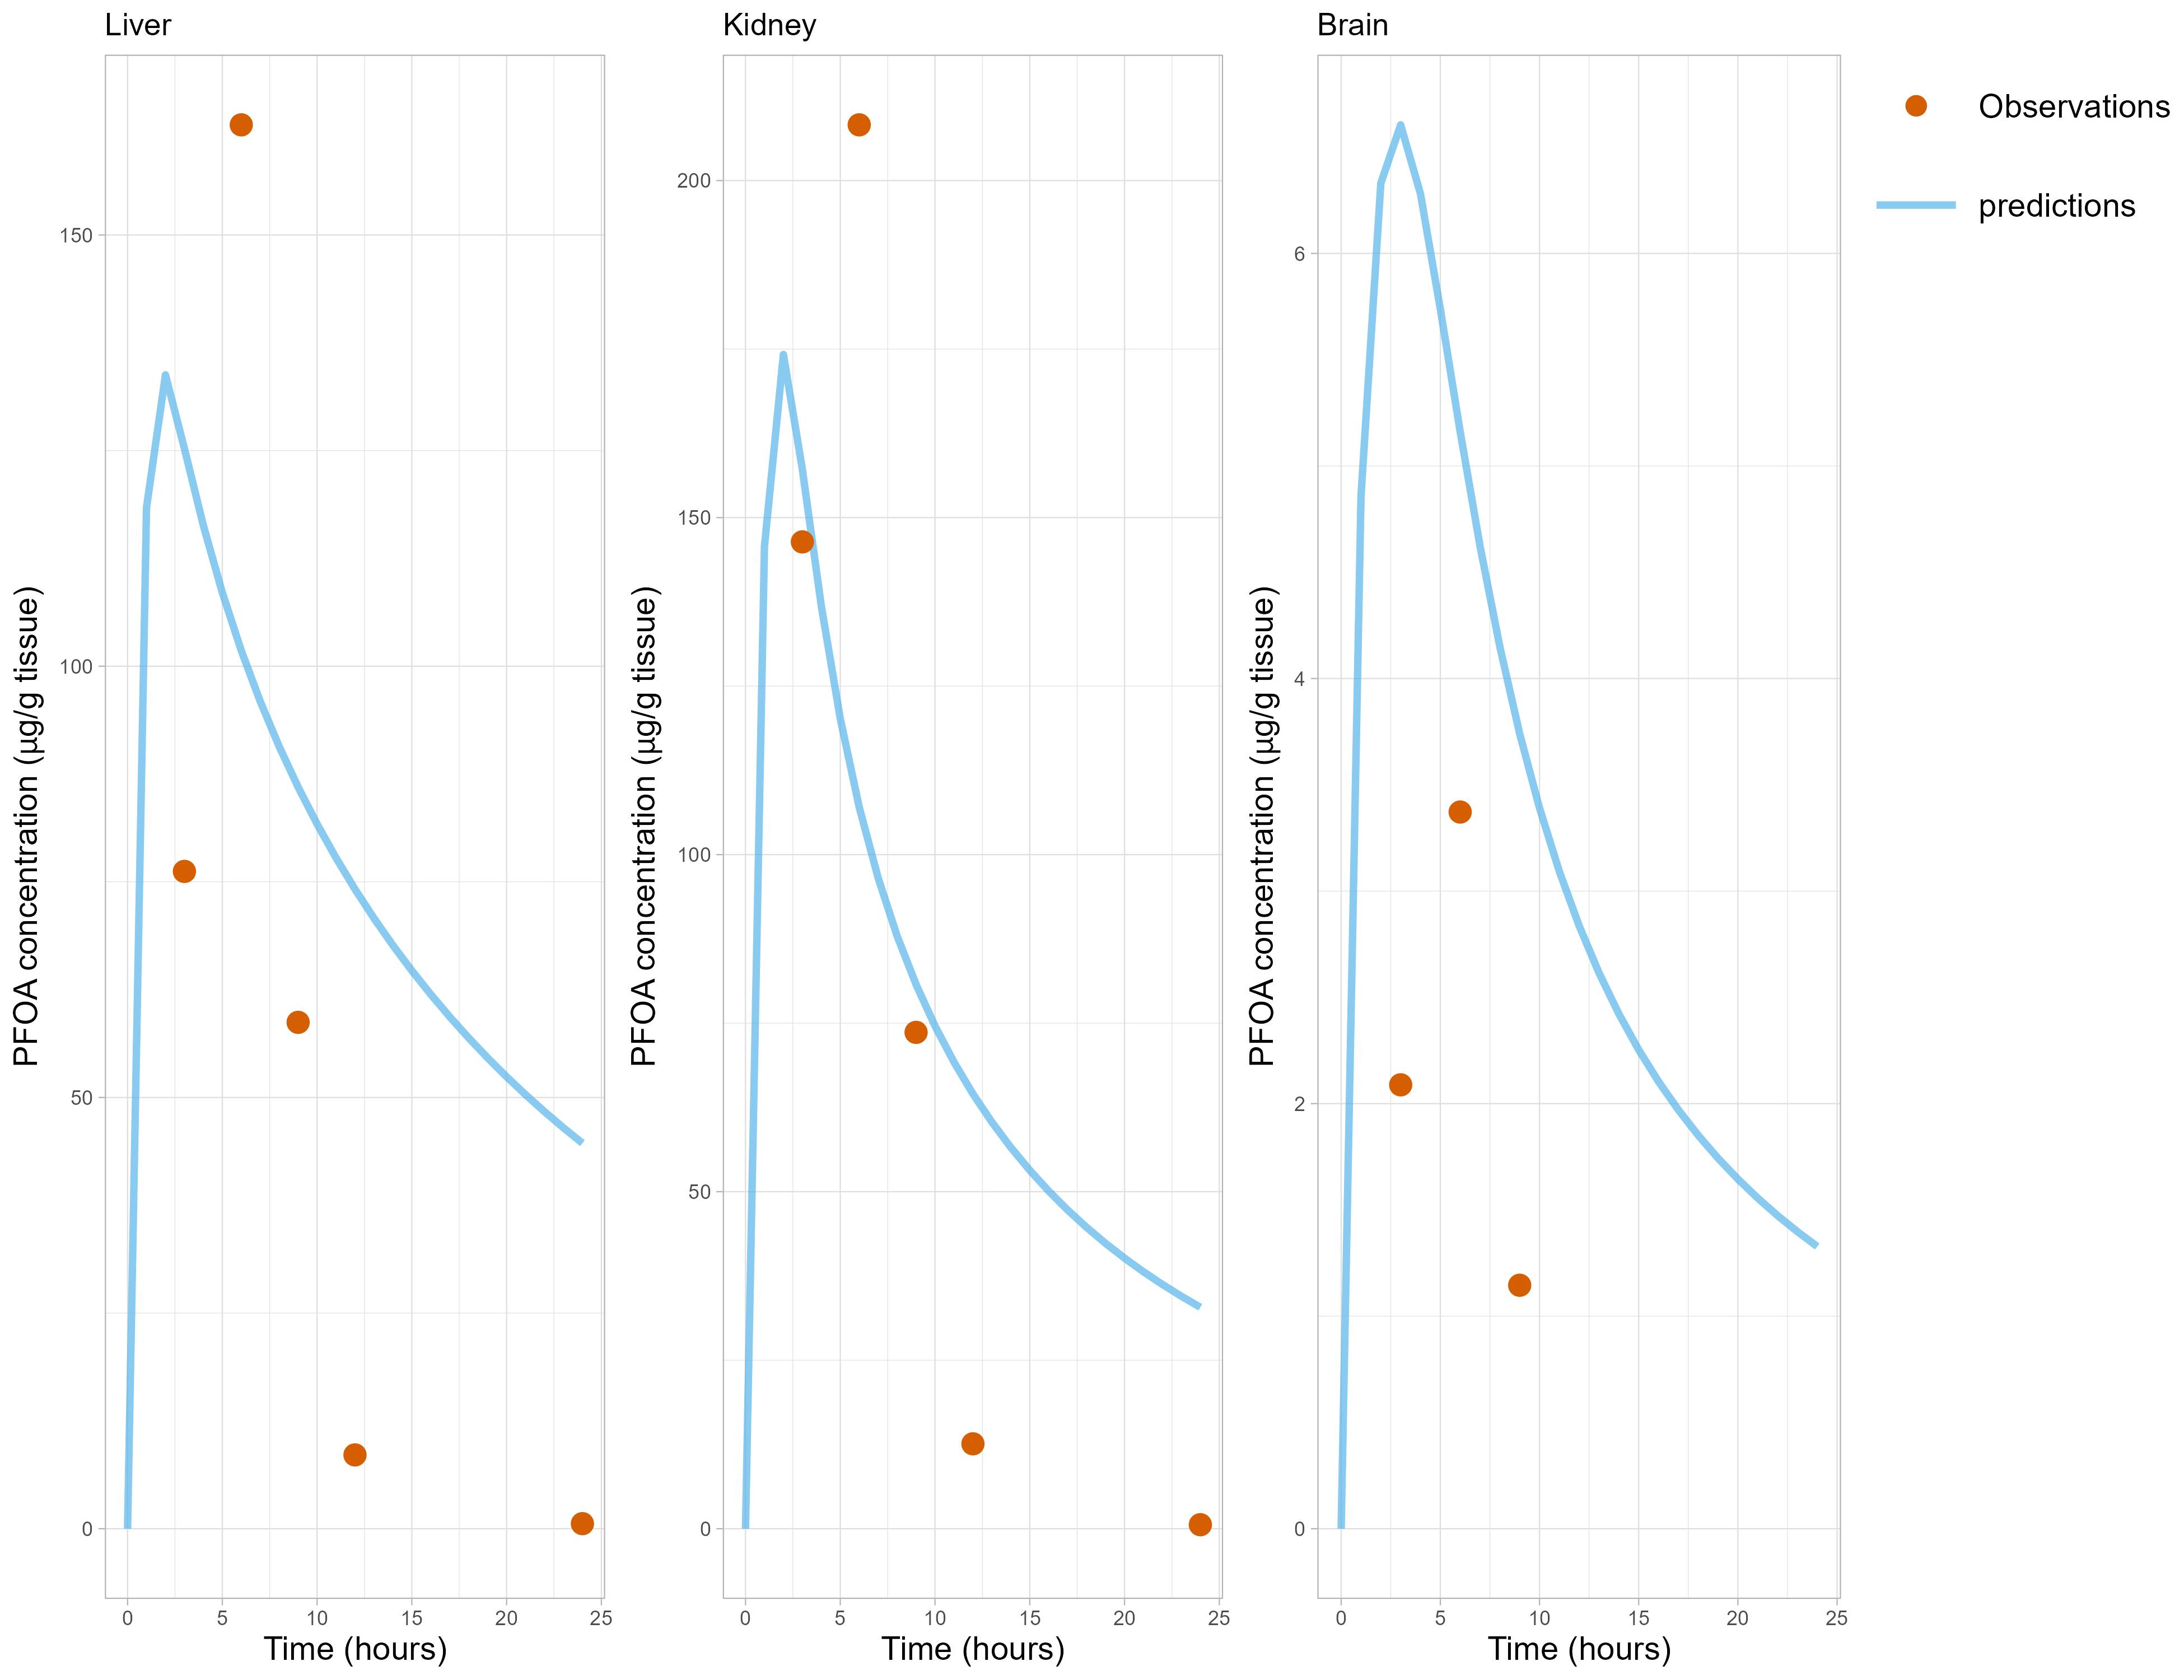 Liver
PFOA concentration (µg/g tissue)
150
100
50
0
0 5 10 15 20 25
Time (hours)
Kidney
PFOA concentration (µg/g tissue)
200
150
100
50
0
0 5 10 15 20 25
Time (hours)
Brain
PFOA concentration (µg/g tissue)
6
4
2
0
0 5 10 15 20 25
Time (hours)
Observations
predictions